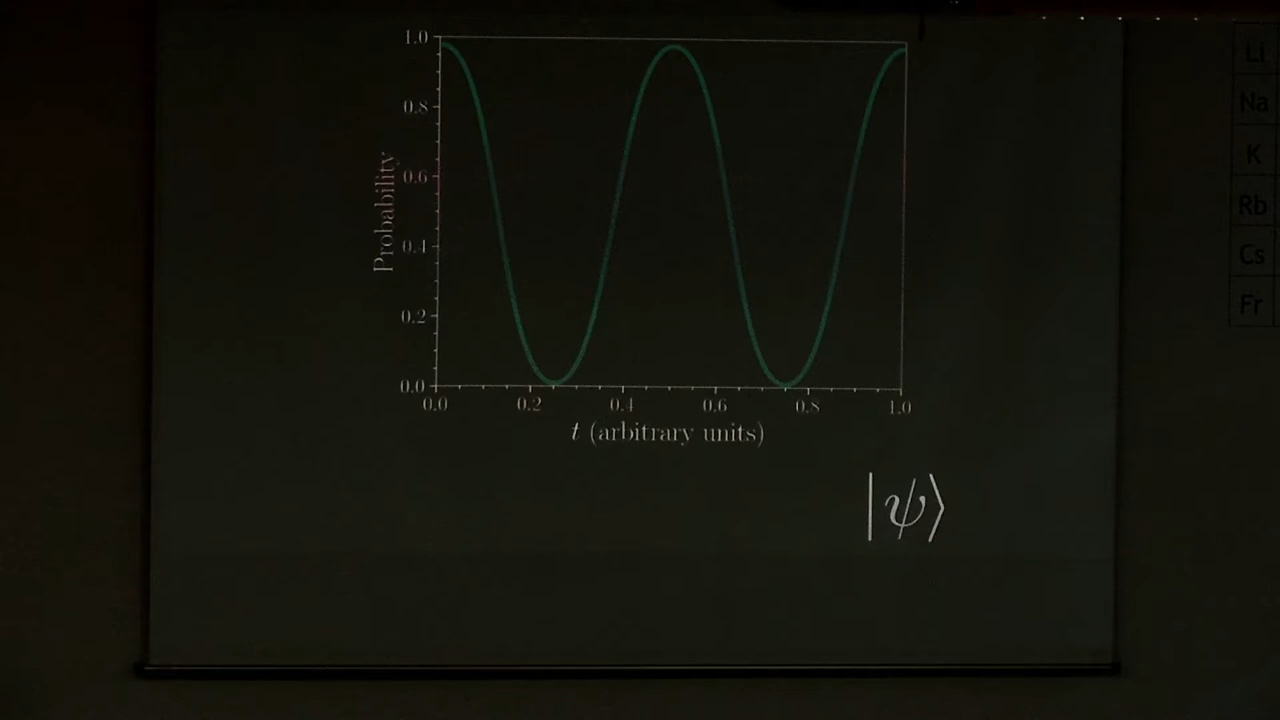 1.0
0.8
0.6
0.4
0.2
0.0
Probability
0.0 0.2 0.4 0.6 0.8 1.0
t (arbitrary units)
|ψ⟩
Li
Na
K
Rb
Cs
Fr